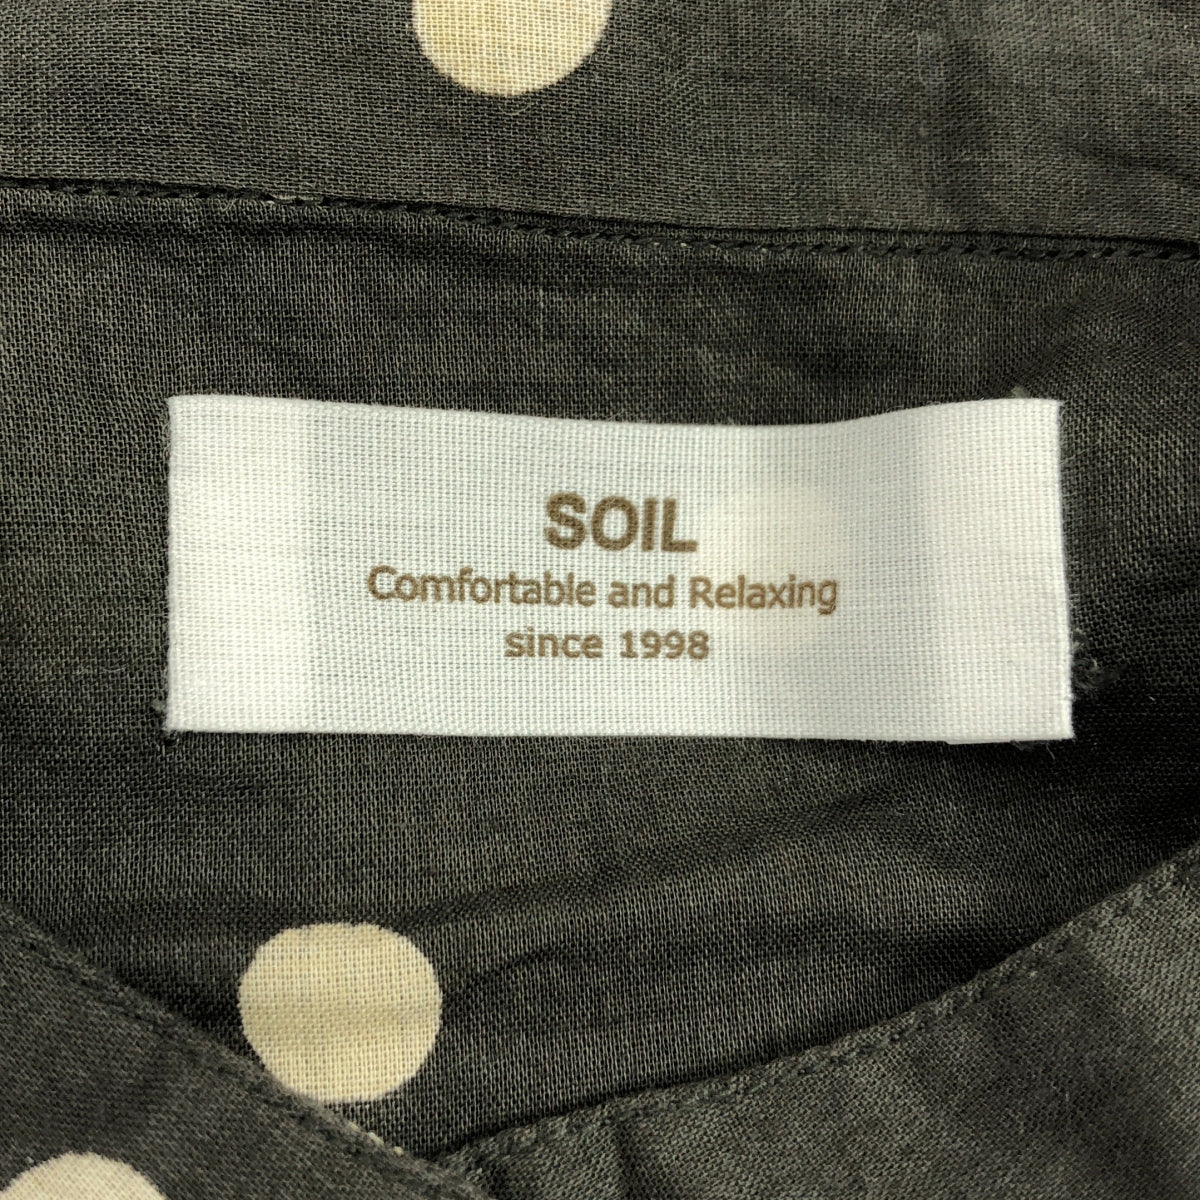 SOIL
Comfortable and Relaxing
since 1998